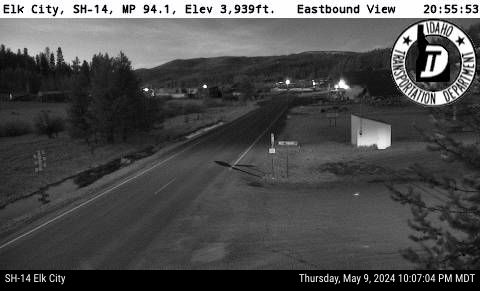 Elk City, SH-14, MP 94.1, Elev 3,939ft. Eastbound View 20:55:53
IDAHO
TRANSPORTATION DEPARTMENT
SH-14 Elk City Thursday, May 9, 2024 10:07:04 PM MDT